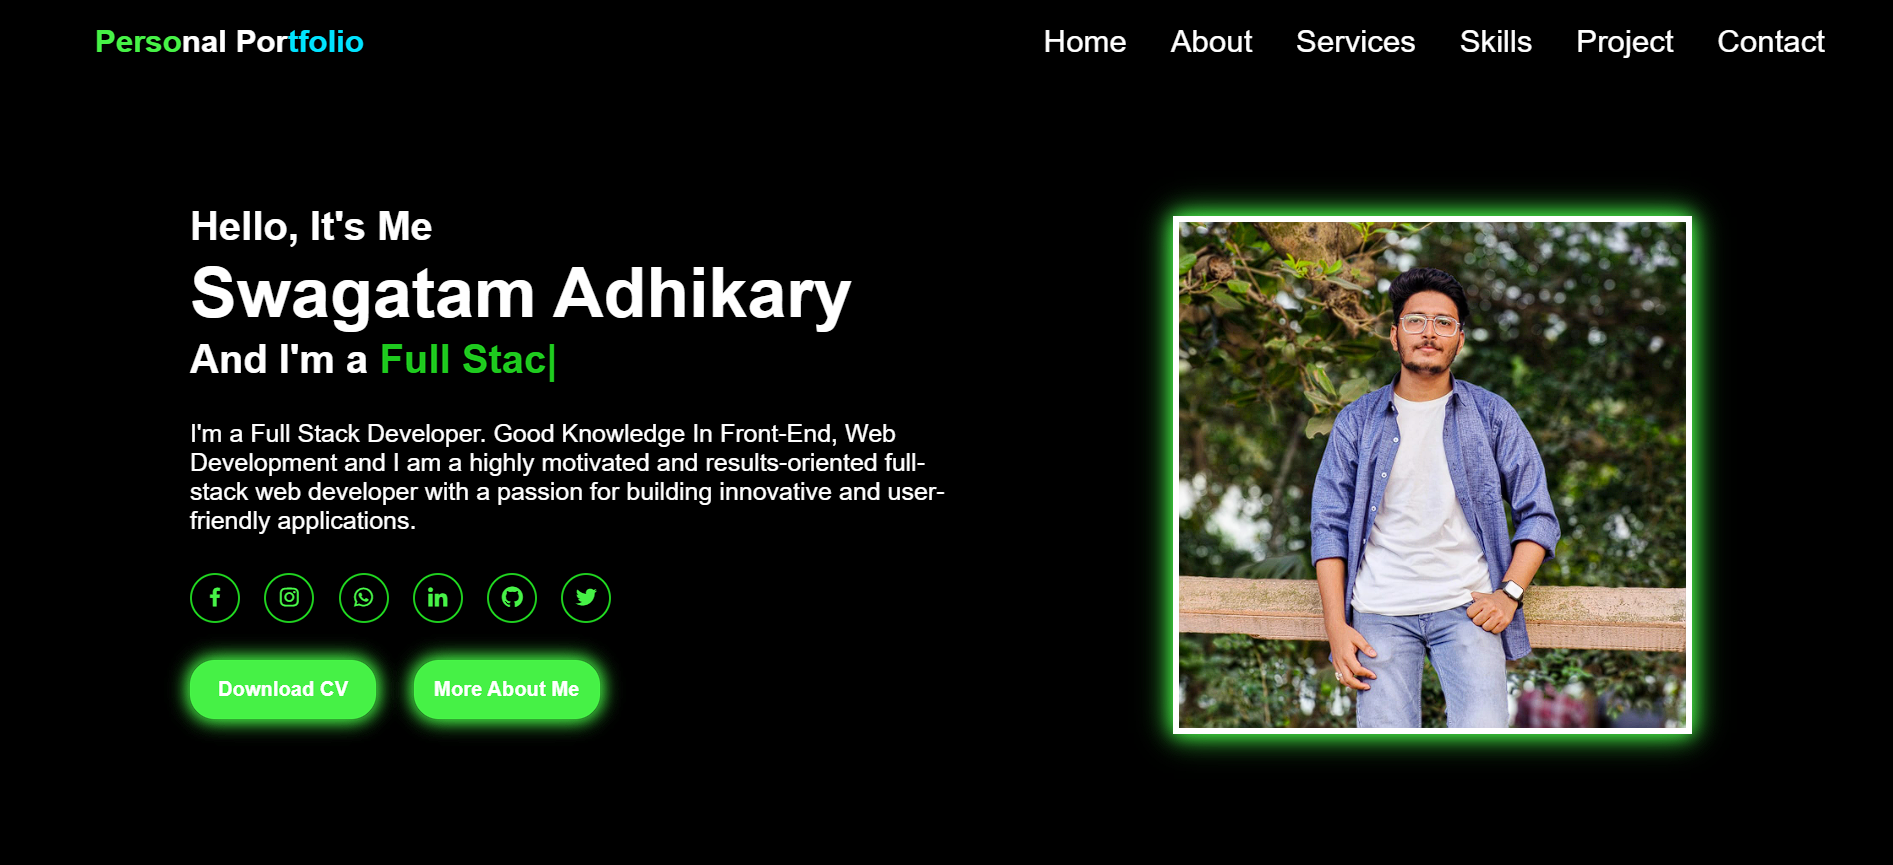 Personal Portfolio
Home About Services Skills Project Contact
Hello, It's Me
Swagatam Adhikary
And I'm a Full Stac|
I'm a Full Stack Developer. Good Knowledge In Front-End, Web
Development and I am a highly motivated and results-oriented full-
stack web developer with a passion for building innovative and user-
friendly applications.
Download CV More About Me